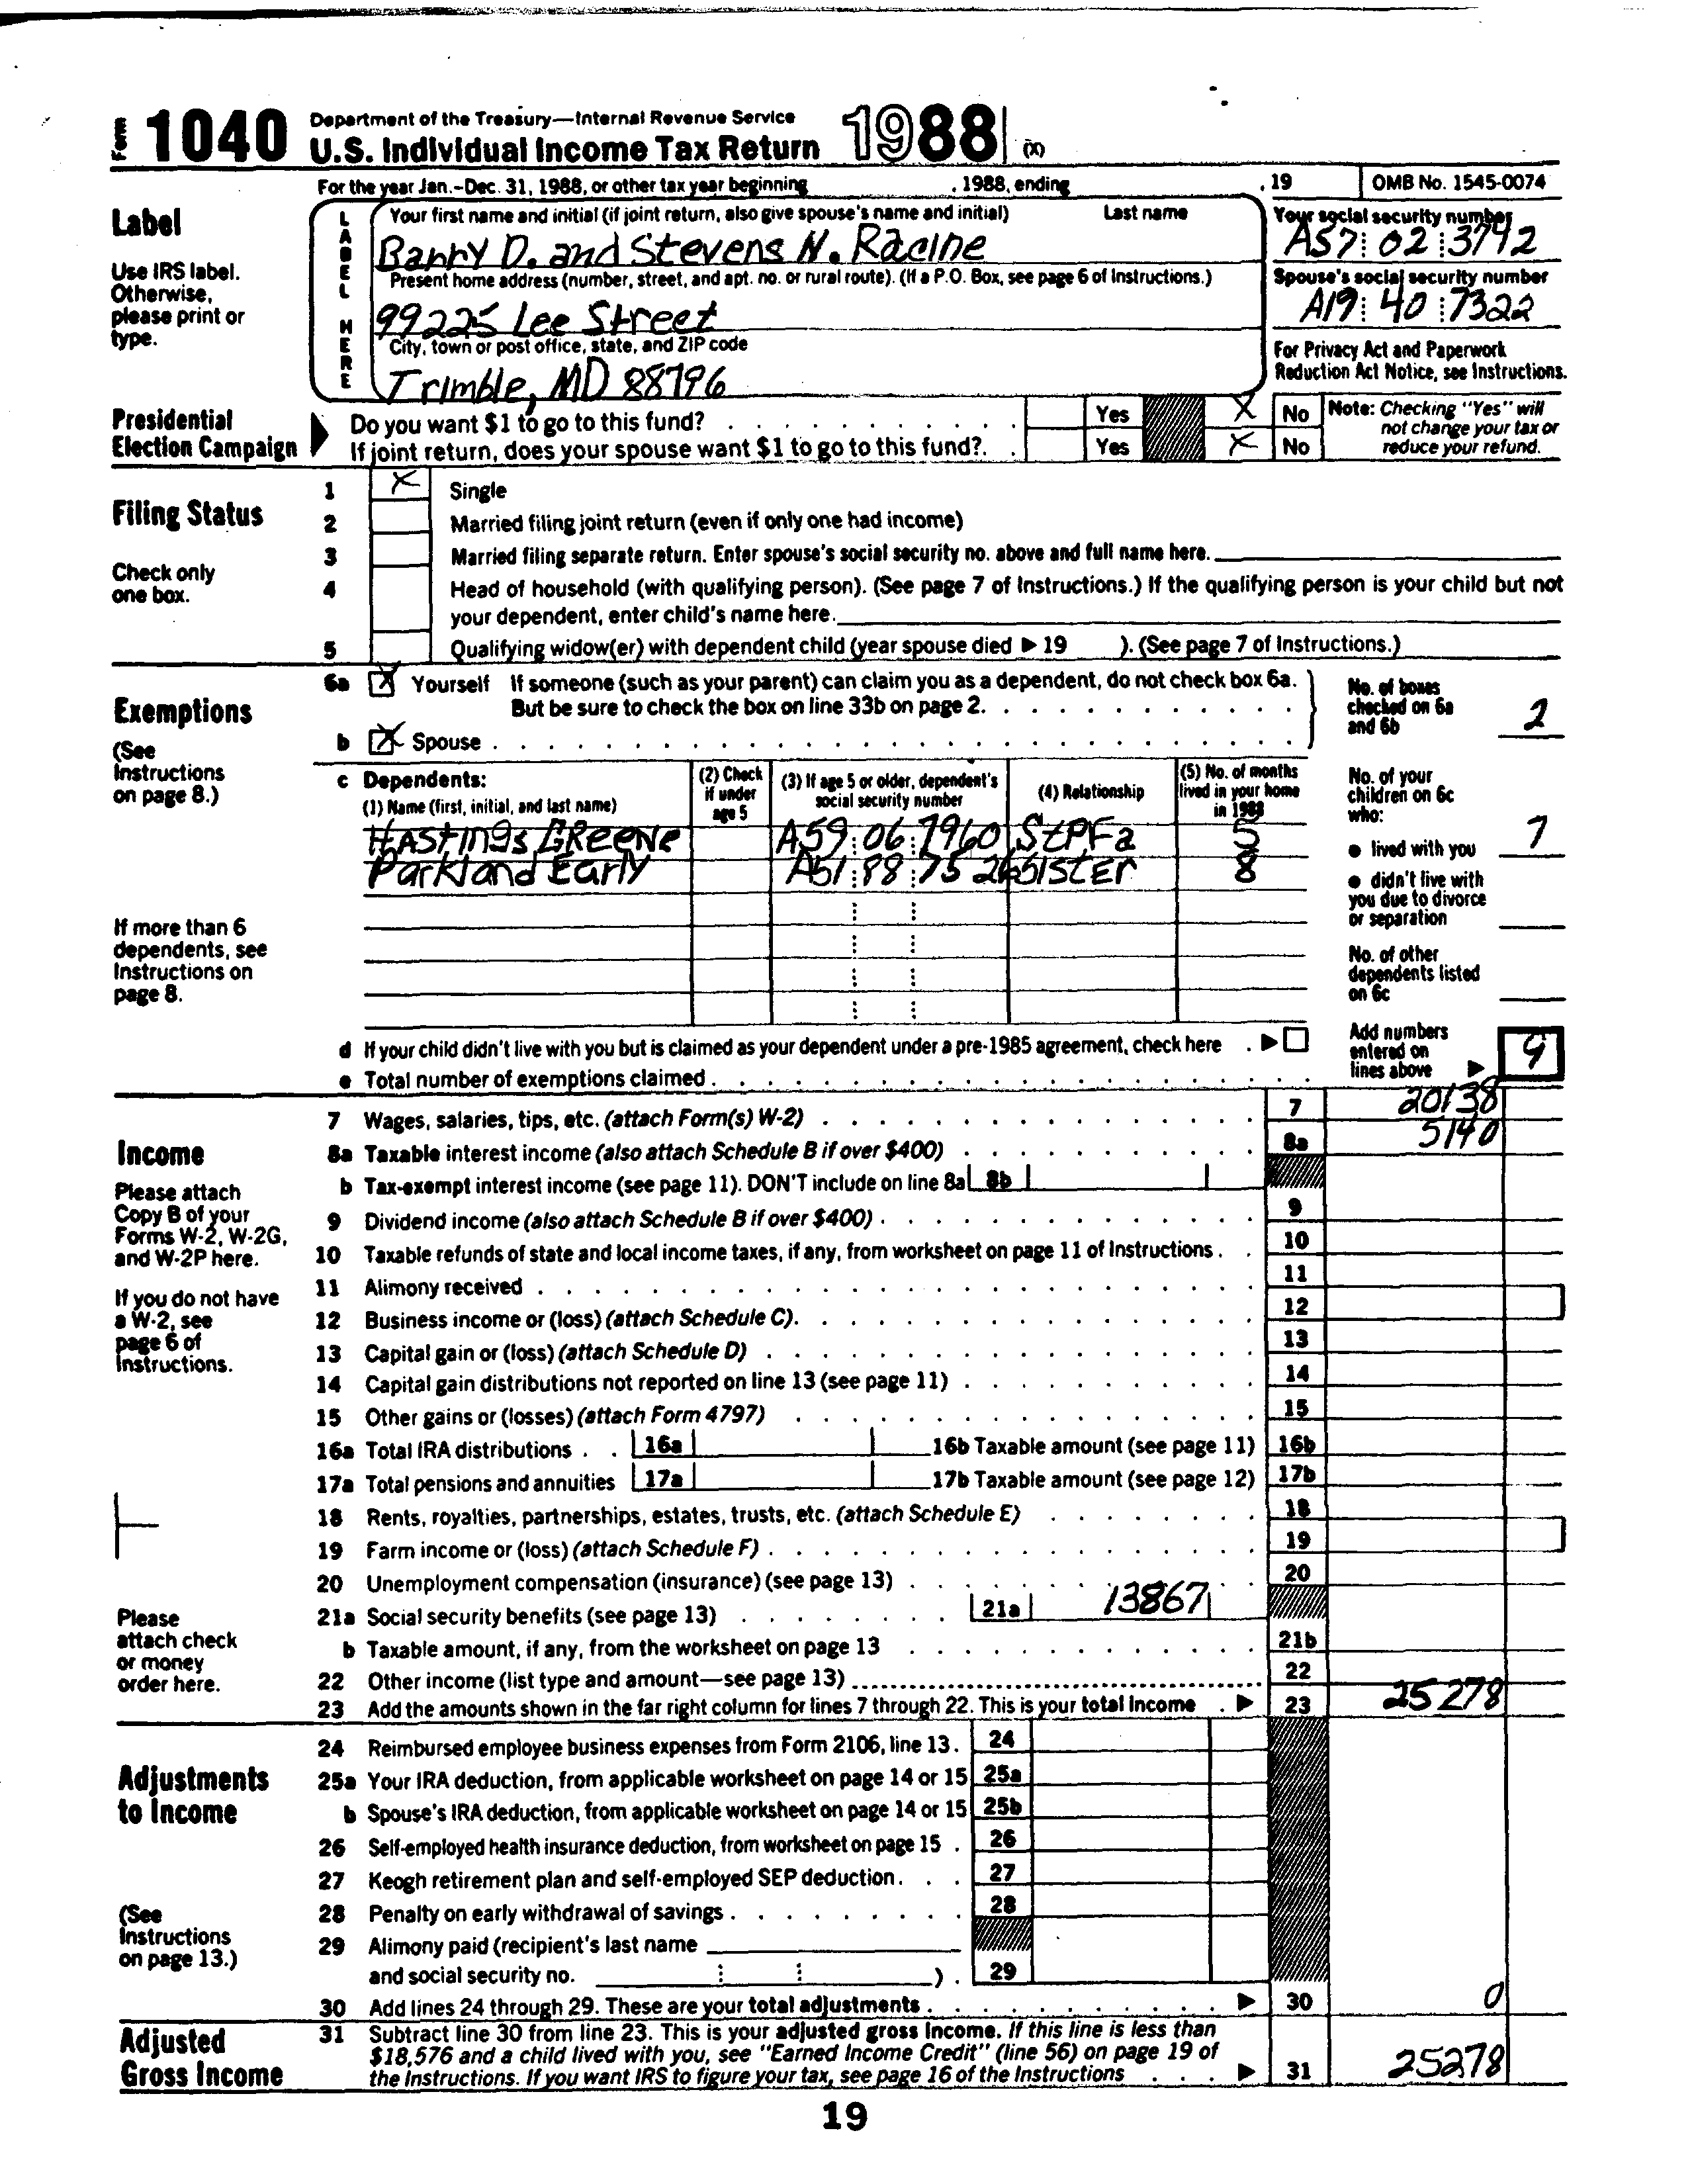 Form 1040 Department of the Treasury—Internal Revenue Service
U.S. Individual Income Tax Return 1988 (X)
For the year Jan.–Dec. 31, 1988, or other tax year beginning , 1988, ending , 19 OMB No. 1545-0074
Label
Use IRS label.
Otherwise,
please print or
type.
LABEL HERE
Your first name and initial (if joint return, also give spouse's name and initial) Last name
Barry D. and Stevens N. Racine
Your social security number
A57 02 3742
Present home address (number, street, and apt. no. or rural route). (If a P.O. Box, see page 6 of Instructions.)
99225 Lee Street
Spouse's social security number
A19 40 7322
City, town or post office, state, and ZIP code
Trimble, MD 88796
For Privacy Act and Paperwork
Reduction Act Notice, see Instructions.
Presidential
Election Campaign
Do you want $1 to go to this fund? Yes X No
If joint return, does your spouse want $1 to go to this fund? Yes X No
Note: Checking "Yes" will
not change your tax or
reduce your refund.
Filing Status
Check only
one box.
1 X Single
2 Married filing joint return (even if only one had income)
3 Married filing separate return. Enter spouse's social security no. above and full name here.
4 Head of household (with qualifying person). (See page 7 of Instructions.) If the qualifying person is your child but not
your dependent, enter child's name here.
5 Qualifying widow(er) with dependent child (year spouse died ▶ 19 ). (See page 7 of Instructions.)
Exemptions
(See
Instructions
on page 8.)
6a X Yourself If someone (such as your parent) can claim you as a dependent, do not check box 6a.
But be sure to check the box on line 33b on page 2.
b X Spouse
No. of boxes
checked on 6a
and 6b 2
c Dependents:
(1) Name (first, initial, and last name)
(2) Check
if under
age 5
(3) If age 5 or older, dependent's
social security number
(4) Relationship
(5) No. of months
lived in your home
in 1988
Hastings Greene A59 06 7960 StPFa 5
Parkland Early A51 88 7526 Sister 8
No. of your
children on 6c
who:
● lived with you 7
● didn't live with
you due to divorce
or separation
No. of other
dependents listed
on 6c
If more than 6
dependents, see
Instructions on
page 8.
d If your child didn't live with you but is claimed as your dependent under a pre-1985 agreement, check here ▶
e Total number of exemptions claimed
Add numbers
entered on
lines above ▶ 9
Income
Please attach
Copy B of your
Forms W-2, W-2G,
and W-2P here.
If you do not have
a W-2, see
page 6 of
Instructions.
Please
attach check
or money
order here.
7 Wages, salaries, tips, etc. (attach Form(s) W-2) 7 20138
8a Taxable interest income (also attach Schedule B if over $400) 8a 5140
b Tax-exempt interest income (see page 11). DON'T include on line 8a 8b
9 Dividend income (also attach Schedule B if over $400) 9
10 Taxable refunds of state and local income taxes, if any, from worksheet on page 11 of Instructions 10
11 Alimony received 11
12 Business income or (loss) (attach Schedule C) 12
13 Capital gain or (loss) (attach Schedule D) 13
14 Capital gain distributions not reported on line 13 (see page 11) 14
15 Other gains or (losses) (attach Form 4797) 15
16a Total IRA distributions 16a 16b Taxable amount (see page 11) 16b
17a Total pensions and annuities 17a 17b Taxable amount (see page 12) 17b
18 Rents, royalties, partnerships, estates, trusts, etc. (attach Schedule E) 18
19 Farm income or (loss) (attach Schedule F) 19
20 Unemployment compensation (insurance) (see page 13) 20
21a Social security benefits (see page 13) 21a 13867
b Taxable amount, if any, from the worksheet on page 13 21b
22 Other income (list type and amount—see page 13) 22
23 Add the amounts shown in the far right column for lines 7 through 22. This is your total income ▶ 23 25278
Adjustments
to Income
(See
Instructions
on page 13.)
24 Reimbursed employee business expenses from Form 2106, line 13. 24
25a Your IRA deduction, from applicable worksheet on page 14 or 15 25a
b Spouse's IRA deduction, from applicable worksheet on page 14 or 15 25b
26 Self-employed health insurance deduction, from worksheet on page 15 26
27 Keogh retirement plan and self-employed SEP deduction 27
28 Penalty on early withdrawal of savings 28
29 Alimony paid (recipient's last name
and social security no. ) 29
30 Add lines 24 through 29. These are your total adjustments ▶ 30 0
Adjusted
Gross Income
31 Subtract line 30 from line 23. This is your adjusted gross income. If this line is less than
$18,576 and a child lived with you, see "Earned Income Credit" (line 56) on page 19 of
the Instructions. If you want IRS to figure your tax, see page 16 of the Instructions ▶ 31 25278
19